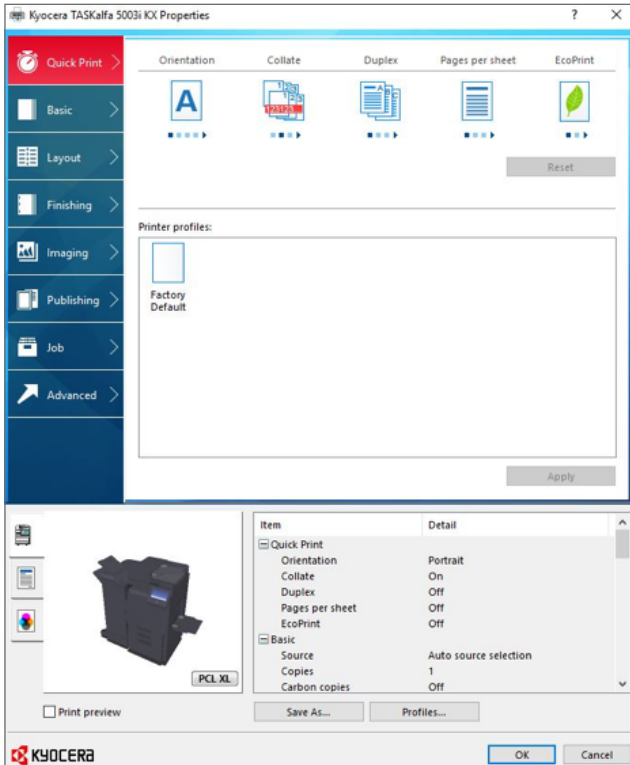 Kyocera TASKalfa 5003i KX Properties
Quick Print
Basic
Layout
Finishing
Imaging
Publishing
Job
Advanced
Orientation Collate Duplex Pages per sheet EcoPrint
A
123123
Reset
Printer profiles:
Factory
Default
Apply
Item Detail
Quick Print
Orientation Portrait
Collate On
Duplex Off
Pages per sheet Off
EcoPrint Off
Basic
Source Auto source selection
Copies 1
Carbon copies Off
PCL XL
Print preview
Save As... Profiles...
KYOCERA
OK Cancel